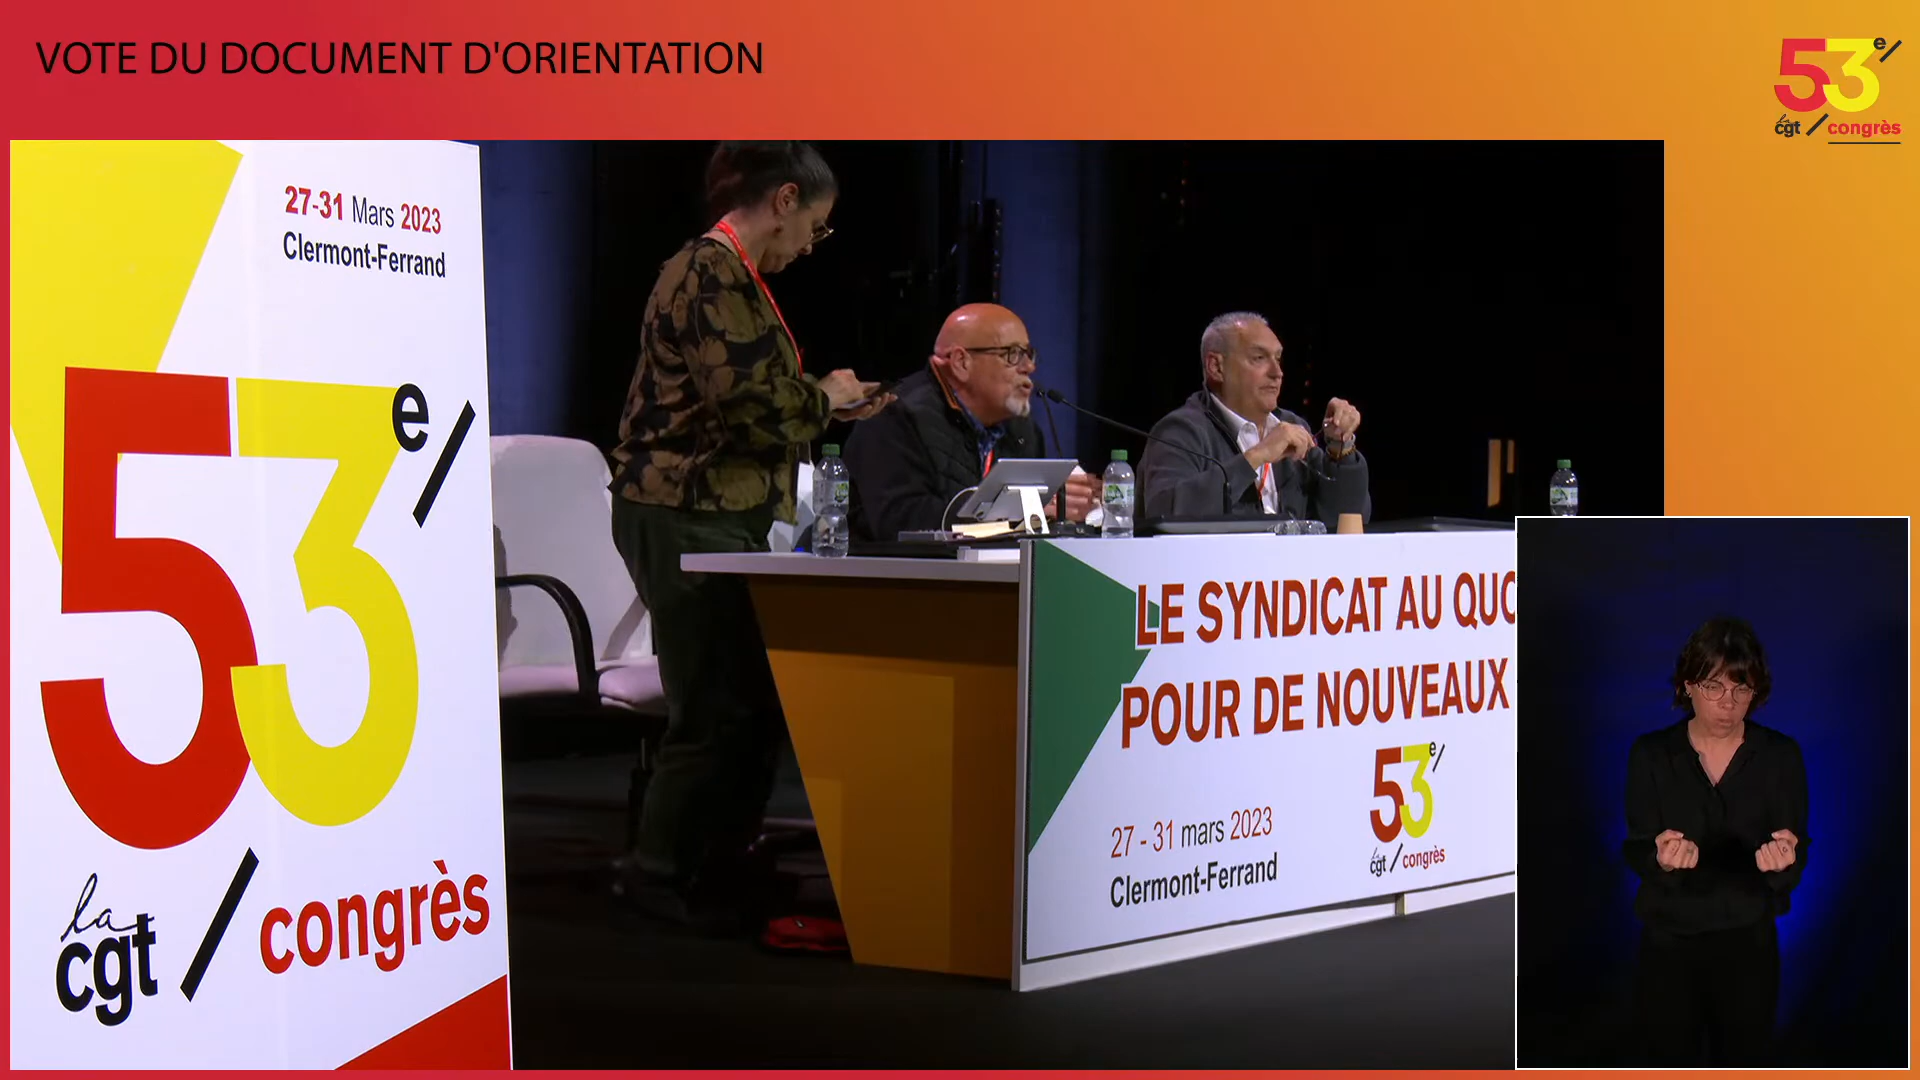 VOTE DU DOCUMENT D'ORIENTATION
53e/
la cgt / congrès
27-31 Mars 2023
Clermont-Ferrand
53e/
la
cgt / congrès
LE SYNDICAT AU QUO
POUR DE NOUVEAUX
53e/
la cgt / congrès
27 - 31 mars 2023
Clermont-Ferrand